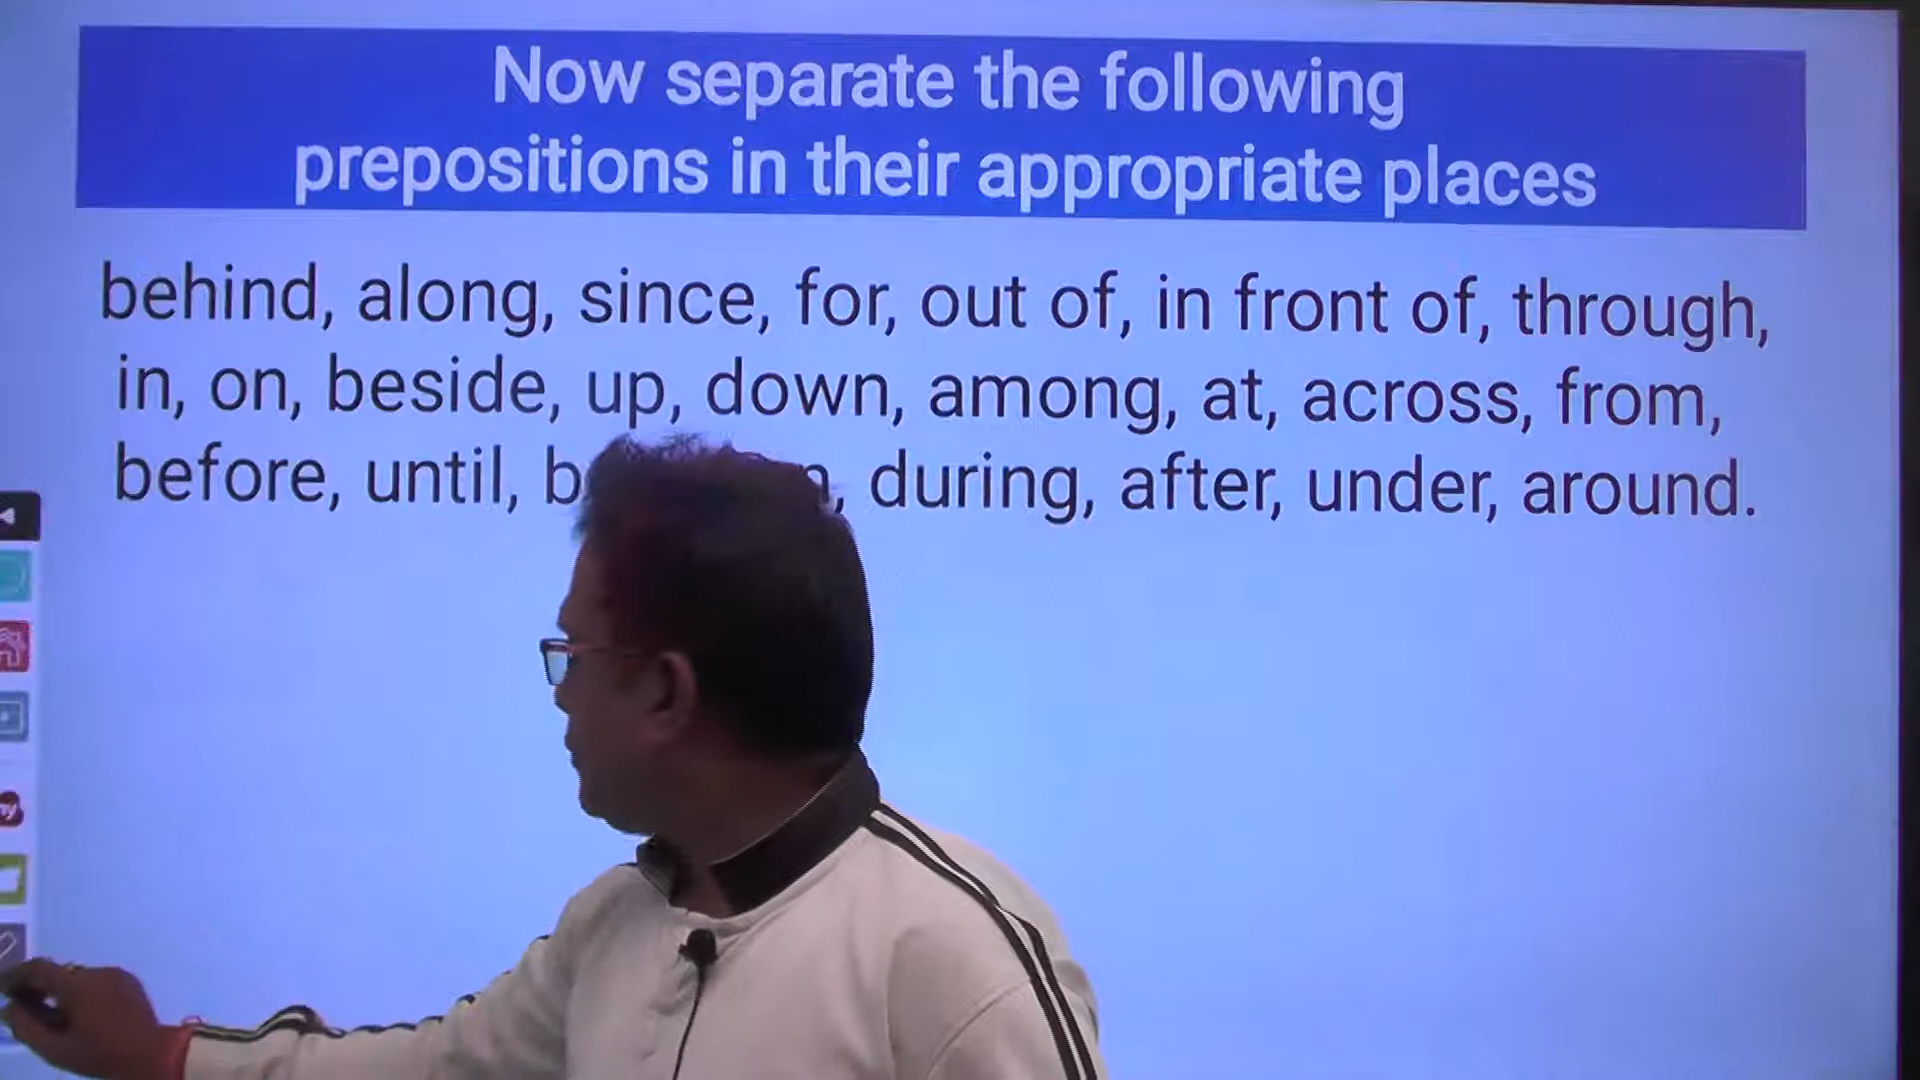 Now separate the following
prepositions in their appropriate places
behind, along, since, for, out of, in front of, through,
in, on, beside, up, down, among, at, across, from,
before, until, during, after, under, around.